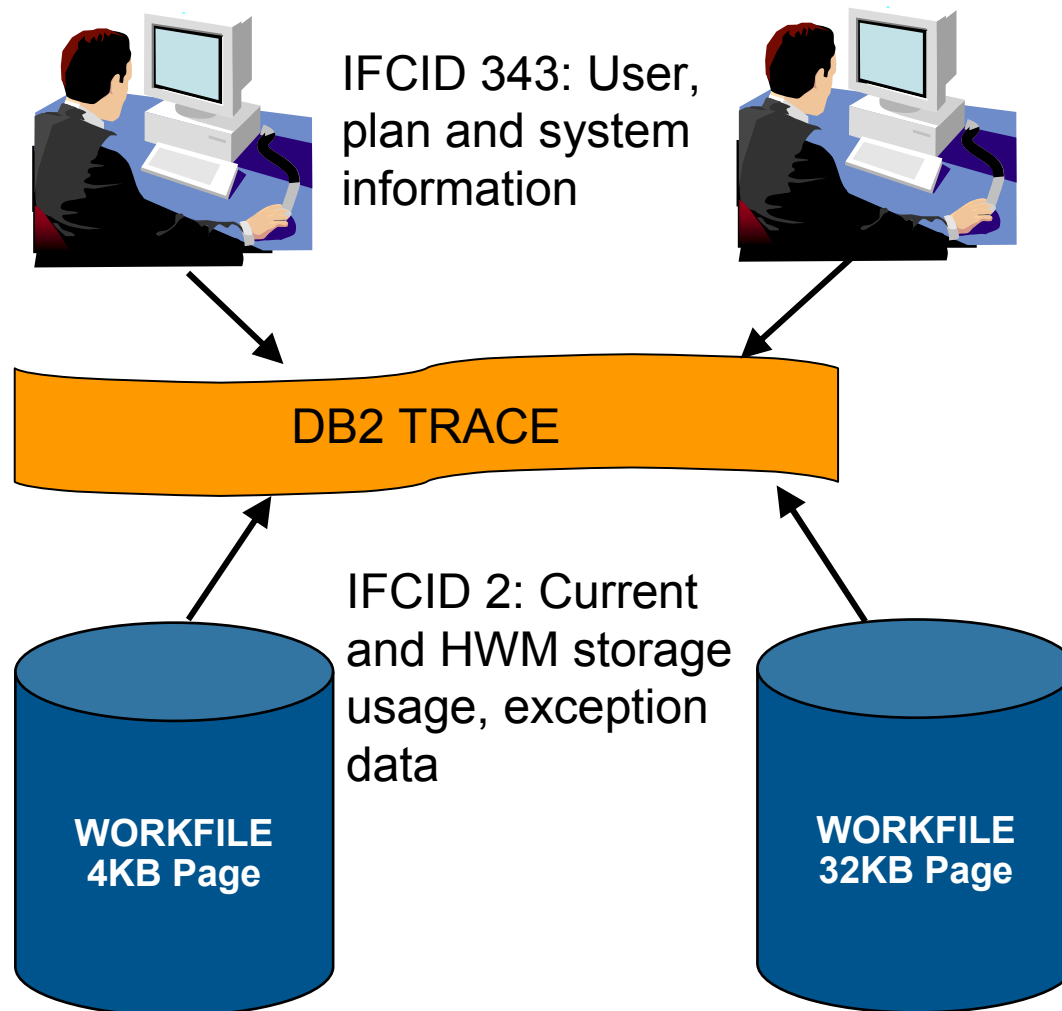 IFCID 343: User,
plan and system
information
DB2 TRACE
IFCID 2: Current
and HWM storage
usage, exception
data
WORKFILE
4KB Page
WORKFILE
32KB Page